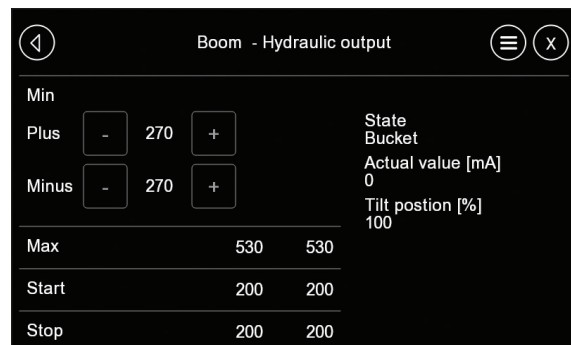 Boom - Hydraulic output X
Min
Plus - 270 +
Minus - 270 +
Max 530 530
Start 200 200
Stop 200 200
State
Bucket
Actual value [mA]
0
Tilt postion [%]
100